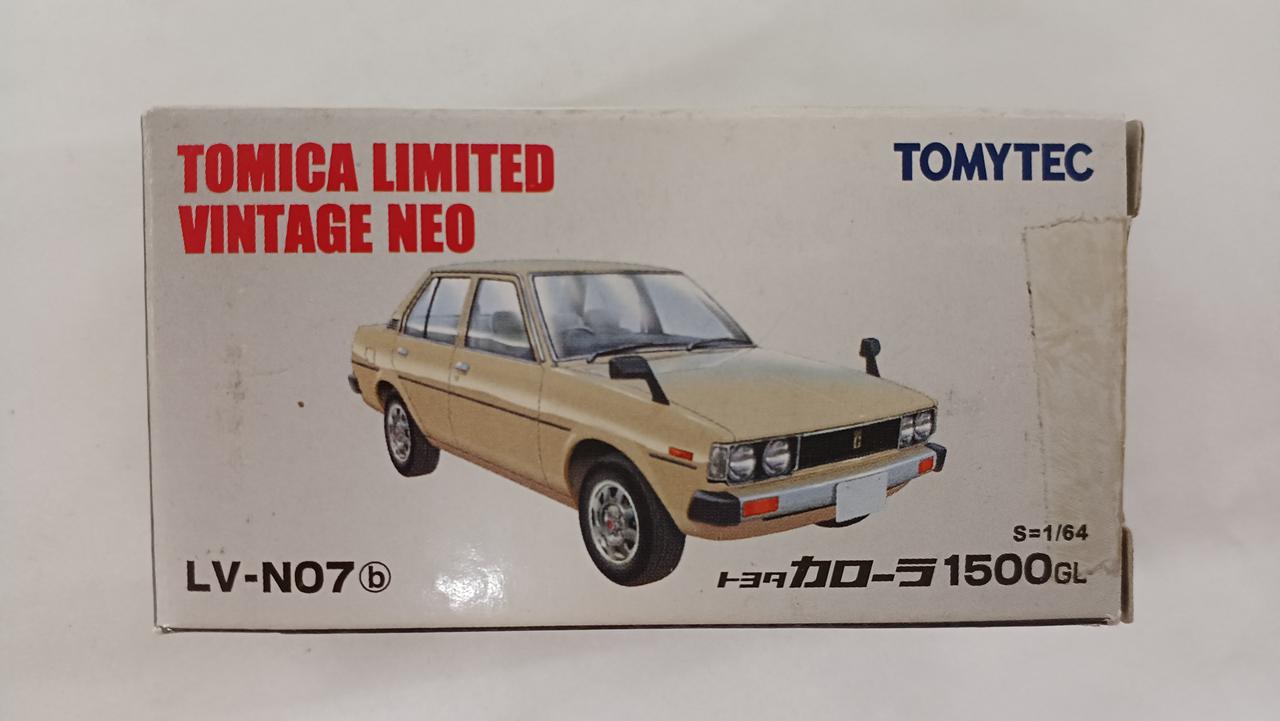 TOMICA LIMITED
VINTAGE NEO
TOMYTEC
S=1/64
LV-N07ⓑ
トヨタカローラ1500GL